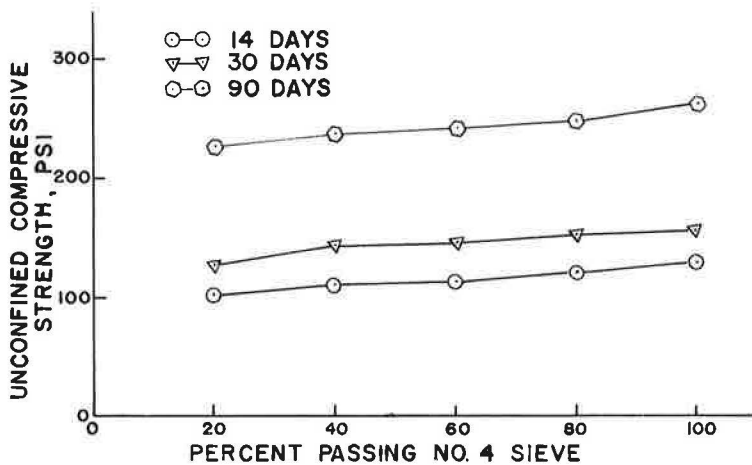 14 DAYS
30 DAYS
90 DAYS
UNCONFINED COMPRESSIVE
STRENGTH, PSI
300
200
100
0
0 20 40 60 80 100
PERCENT PASSING NO. 4 SIEVE